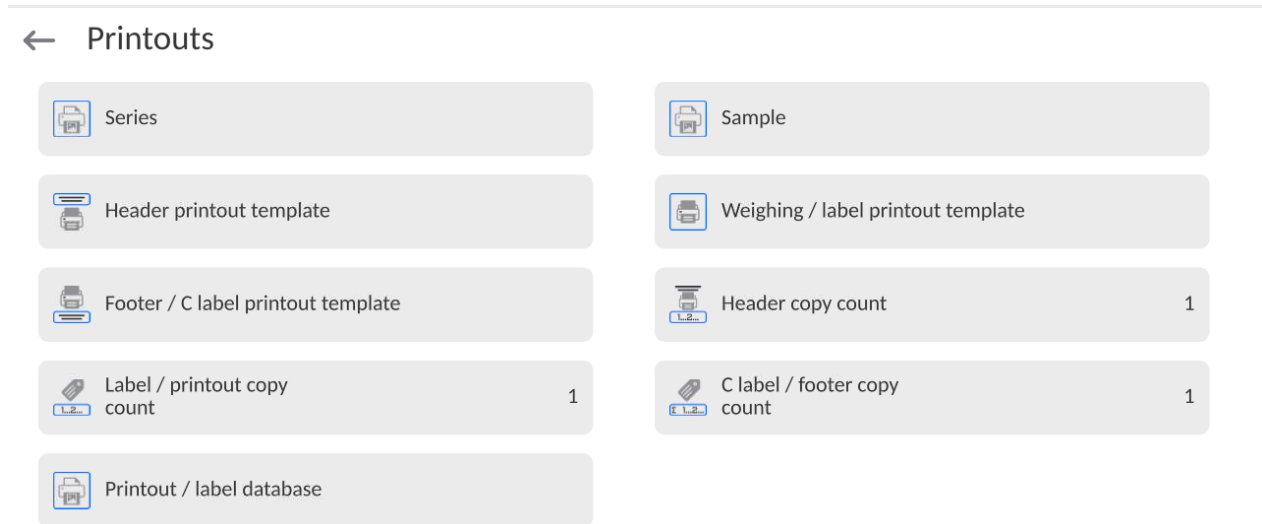 Printouts
Series
Sample
Header printout template
Weighing / label printout template
Footer / C label printout template
Header copy count 1
Label / printout copy
count 1
C label / footer copy
count 1
Printout / label database